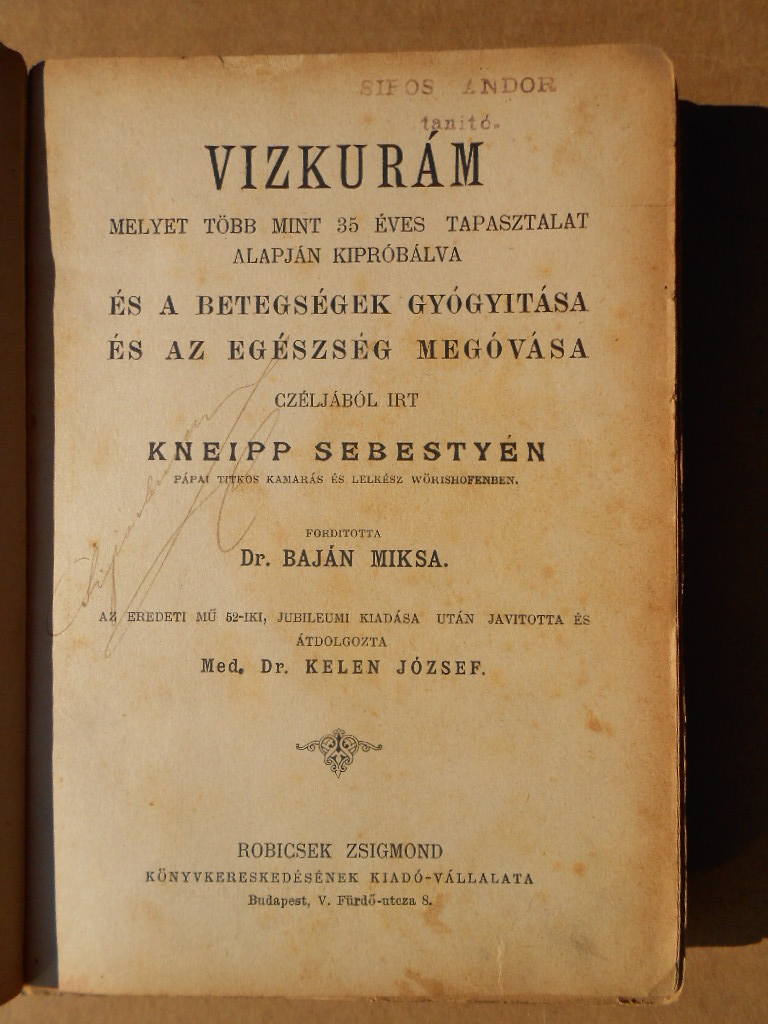 SIPOS ANDOR
tanító.
VIZKURÁM
MELYET TÖBB MINT 35 ÉVES TAPASZTALAT
ALAPJÁN KIPRÓBÁLVA
ÉS A BETEGSÉGEK GYÓGYITÁSA
ÉS AZ EGÉSZSÉG MEGÓVÁSA
CZÉLJÁBÓL IRT
KNEIPP SEBESTYÉN
PÁPAI TITKOS KAMARÁS ÉS LELKÉSZ WÖRISHOFENBEN.
FORDITOTTA
Dr. BAJÁN MIKSA.
AZ EREDETI MŰ 52-IKI, JUBILEUMI KIADÁSA UTÁN JAVITOTTA ÉS
ÁTDOLGOZTA
Med. Dr. KELEN JÓZSEF.
ROBICSEK ZSIGMOND
KÖNYVKERESKEDÉSÉNEK KIADÓ-VÁLLALATA
Budapest, V. Fürdő-utcza 8.